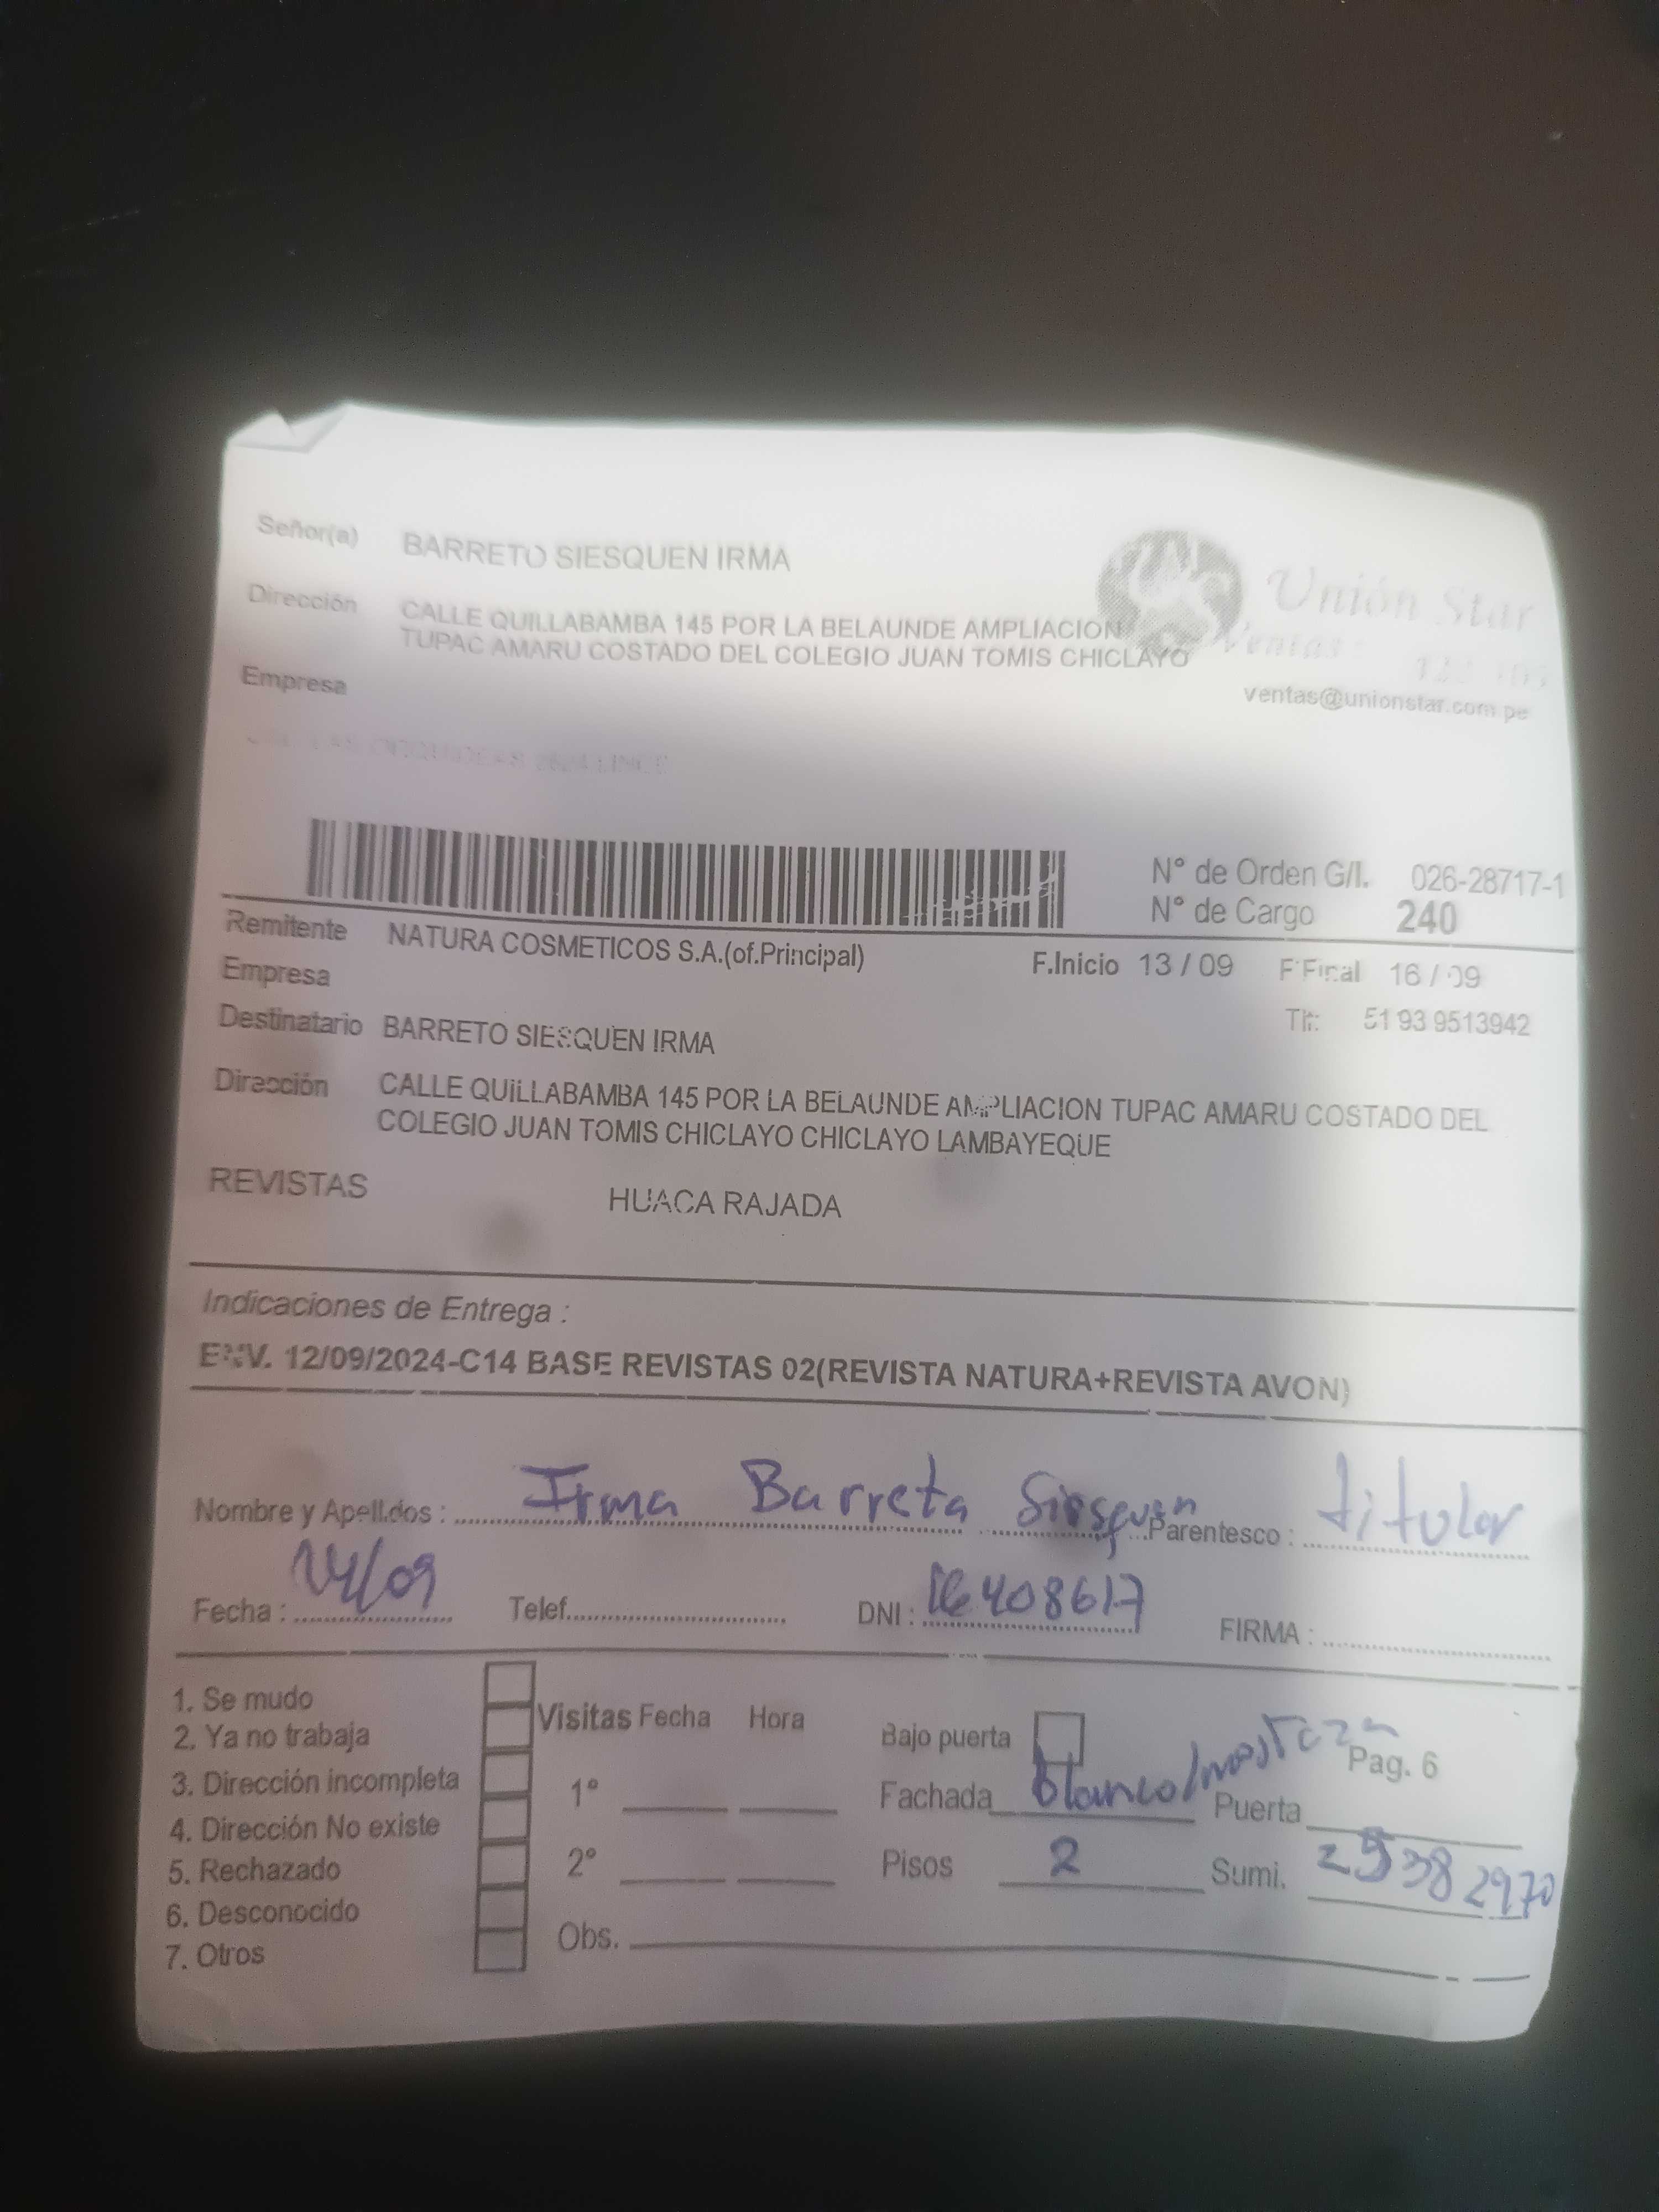 Señor(a) BARRETO SIESQUEN IRMA
Dirección CALLE QUILLABAMBA 145 POR LA BELAUNDE AMPLIACION
TUPAC AMARU COSTADO DEL COLEGIO JUAN TOMIS CHICLAYO
Unión Star
Ventas:
ventas@unionstar.com.pe
Empresa
N° de Orden G/I. 026-28717-1
N° de Cargo 240
Remitente NATURA COSMETICOS S.A.(of.Principal) F.Inicio 13 / 09 F Final 16 / 09
Empresa
Tlf: 51 93 9513942
Destinatario BARRETO SIESQUEN IRMA
Dirección CALLE QUILLABAMBA 145 POR LA BELAUNDE AMPLIACION TUPAC AMARU COSTADO DEL
COLEGIO JUAN TOMIS CHICLAYO CHICLAYO LAMBAYEQUE
REVISTAS HUACA RAJADA
Indicaciones de Entrega :
ENV. 12/09/2024-C14 BASE REVISTAS 02(REVISTA NATURA+REVISTA AVON)
Nombre y Apellidos : Irma Barreta Siesquen Parentesco : titular
Fecha : 14/09 Telef. DNI : 16408617 FIRMA :
1. Se mudo
2. Ya no trabaja
3. Dirección incompleta
4. Dirección No existe
5. Rechazado
6. Desconocido
7. Otros
Visitas Fecha Hora
1°
2°
Obs.
Bajo puerta Pag. 6
Fachada blanco/mostaza Puerta
Pisos 2 Sumi. 25382970